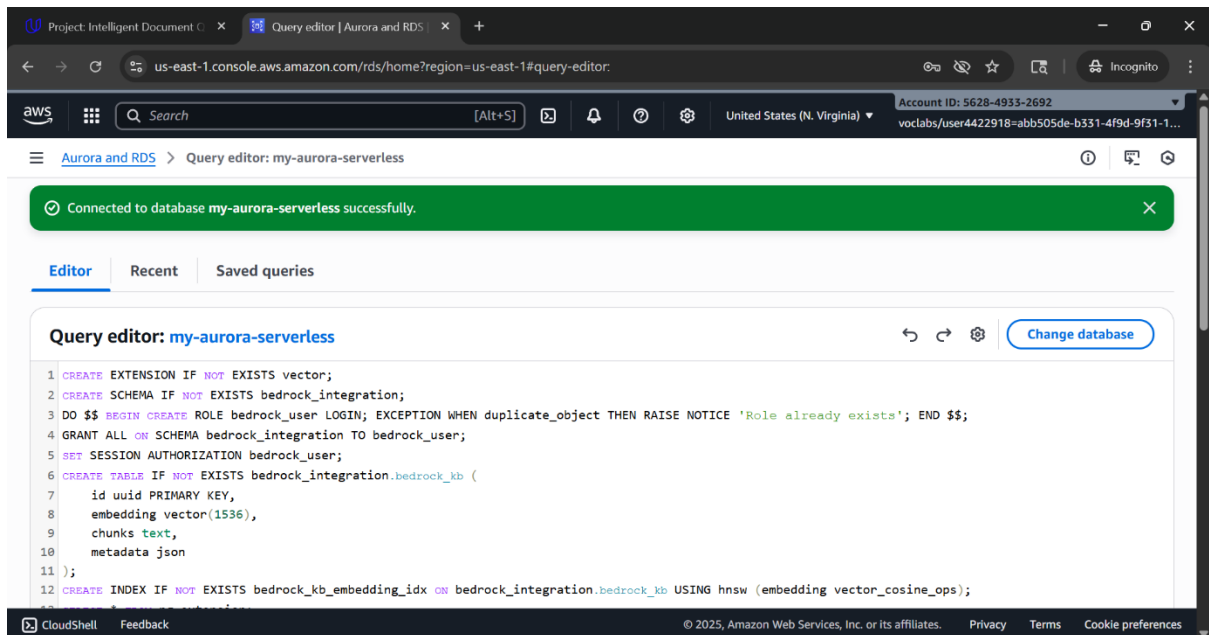 Project: Intelligent Document Q
Query editor | Aurora and RDS
us-east-1.console.aws.amazon.com/rds/home?region=us-east-1#query-editor:
Incognito
aws
Search
[Alt+S]
United States (N. Virginia)
Account ID: 5628-4933-2692
voclabs/user4422918=abb505de-b331-4f9d-9f31-1...
Aurora and RDS > Query editor: my-aurora-serverless
Connected to database my-aurora-serverless successfully.
Editor
Recent
Saved queries
Query editor: my-aurora-serverless
Change database
1 CREATE EXTENSION IF NOT EXISTS vector;
2 CREATE SCHEMA IF NOT EXISTS bedrock_integration;
3 DO $$ BEGIN CREATE ROLE bedrock_user LOGIN; EXCEPTION WHEN duplicate_object THEN RAISE NOTICE 'Role already exists'; END $$;
4 GRANT ALL ON SCHEMA bedrock_integration TO bedrock_user;
5 SET SESSION AUTHORIZATION bedrock_user;
6 CREATE TABLE IF NOT EXISTS bedrock_integration.bedrock_kb (
7 id uuid PRIMARY KEY,
8 embedding vector(1536),
9 chunks text,
10 metadata json
11 );
12 CREATE INDEX IF NOT EXISTS bedrock_kb_embedding_idx ON bedrock_integration.bedrock_kb USING hnsw (embedding vector_cosine_ops);
CloudShell
Feedback
© 2025, Amazon Web Services, Inc. or its affiliates.
Privacy
Terms
Cookie preferences